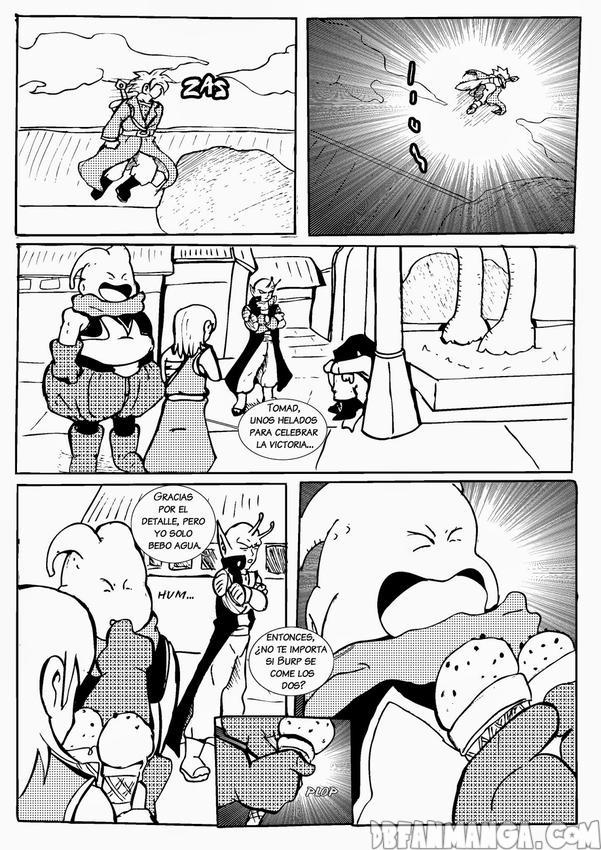 ZAS
TOMAD,
UNOS HELADOS
PARA CELEBRAR
LA VICTORIA...
GRACIAS
POR EL
DETALLE, PERO
YO SOLO
BEBO AGUA.
HUM...
ENTONCES,
¿NO TE IMPORTA
SI BURP SE
COME LOS
DOS?
PLOP
DBFANMANGA.COM